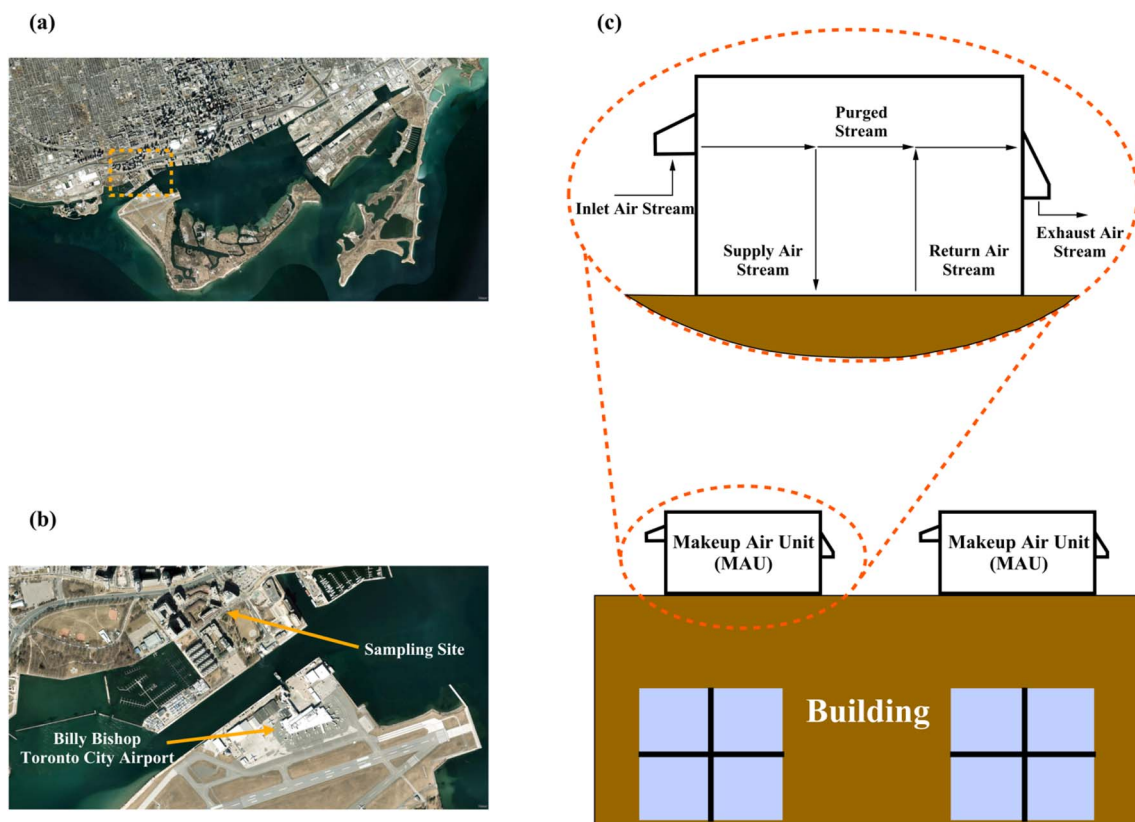 (a)
(c)
Purged
Stream
Inlet Air Stream
Exhaust Air
Stream
Supply Air
Stream
Return Air
Stream
(b)
Sampling Site
Billy Bishop
Toronto City Airport
Makeup Air Unit
(MAU)
Makeup Air Unit
(MAU)
Building